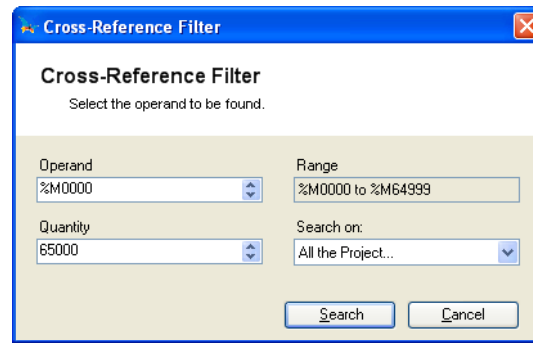 Cross-Reference Filter
Cross-Reference Filter
Select the operand to be found.
Operand
Range
%M0000
%M0000 to %M64999
Quantity
Search on:
65000
All the Project...
Search
Cancel